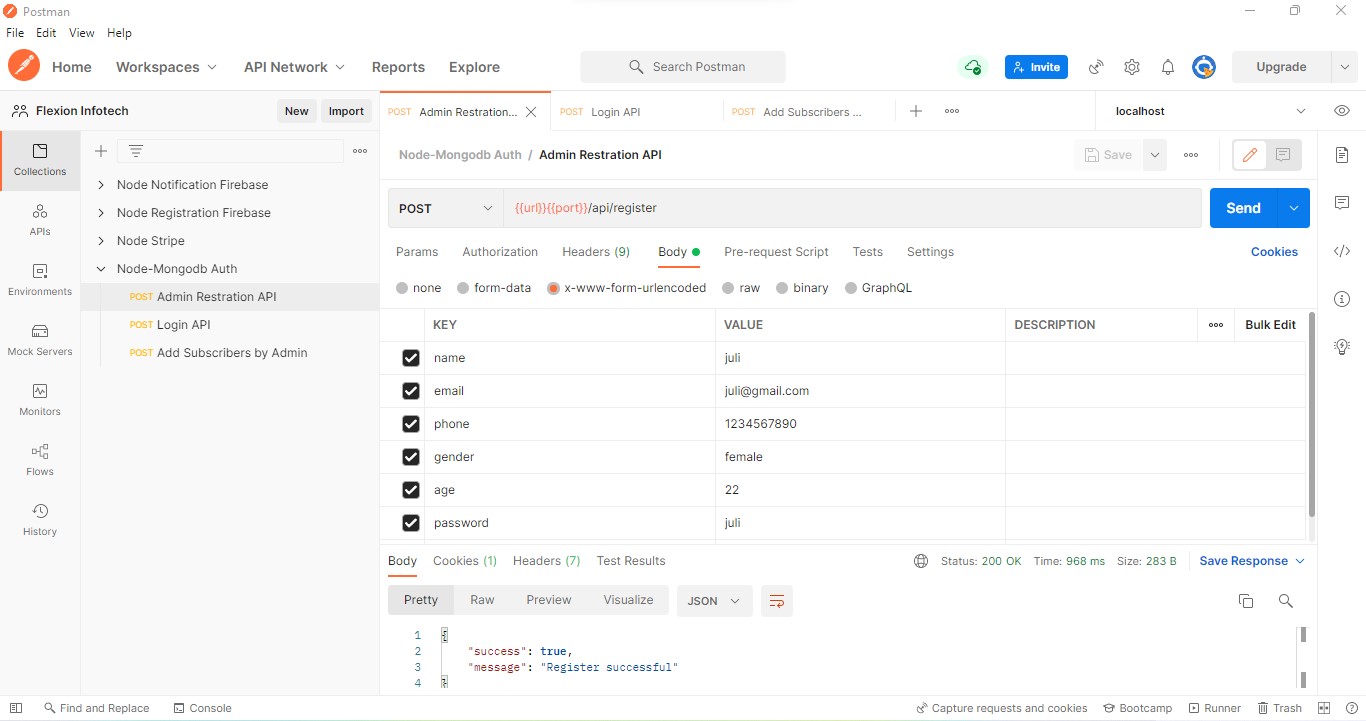 Postman
File Edit View Help
Home Workspaces API Network Reports Explore Search Postman Invite Upgrade
Flexion Infotech New Import POST Admin Restration... POST Login API POST Add Subscribers ... localhost
Collections
APIs
Environments
Mock Servers
Monitors
Flows
History
Node Notification Firebase
Node Registration Firebase
Node Stripe
Node-Mongodb Auth
POST Admin Restration API
POST Login API
POST Add Subscribers by Admin
Node-Mongodb Auth / Admin Restration API Save
POST {{url}}{{port}}/api/register Send
Params Authorization Headers (9) Body Pre-request Script Tests Settings Cookies
none form-data x-www-form-urlencoded raw binary GraphQL
KEY VALUE DESCRIPTION Bulk Edit
name juli
email juli@gmail.com
phone 1234567890
gender female
age 22
password juli
Body Cookies (1) Headers (7) Test Results Status: 200 OK Time: 968 ms Size: 283 B Save Response
Pretty Raw Preview Visualize JSON
1 {
2 "success": true,
3 "message": "Register successful"
4 }
Find and Replace Console Capture requests and cookies Bootcamp Runner Trash